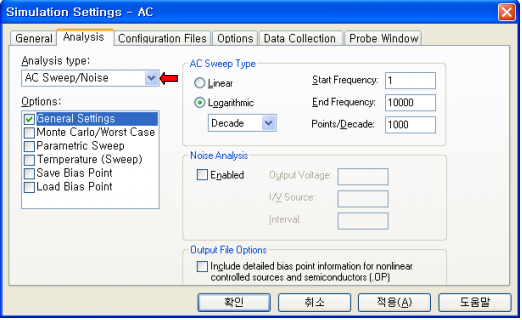 Simulation Settings - AC
General Analysis Configuration Files Options Data Collection Probe Window
Analysis type:
AC Sweep/Noise
Options:
General Settings
Monte Carlo/Worst Case
Parametric Sweep
Temperature (Sweep)
Save Bias Point
Load Bias Point
AC Sweep Type
Linear
Logarithmic
Decade
Start Frequency: 1
End Frequency: 10000
Points/Decade: 1000
Noise Analysis
Enabled
Output Voltage:
I/V Source:
Interval:
Output File Options
Include detailed bias point information for nonlinear
controlled sources and semiconductors (.OP)
확인 취소 적용(A) 도움말